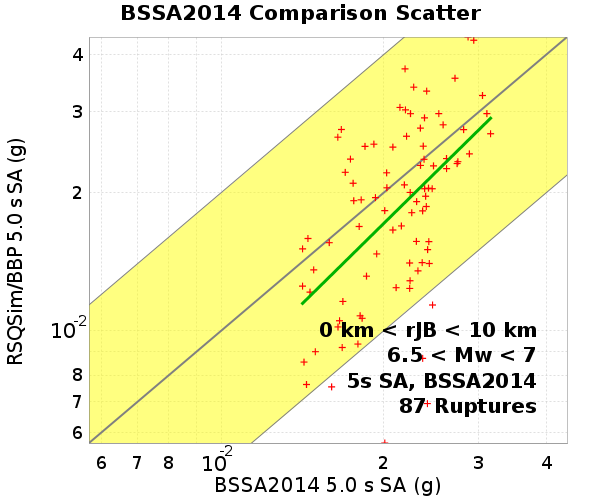 BSSA2014 Comparison Scatter
RSQSim/BBP 5.0 s SA (g)
4
3
2
10-2
8
7
6
0 km < rJB < 10 km
6.5 < Mw < 7
5s SA, BSSA2014
87 Ruptures
6 7 8 10-2 2 3 4
BSSA2014 5.0 s SA (g)